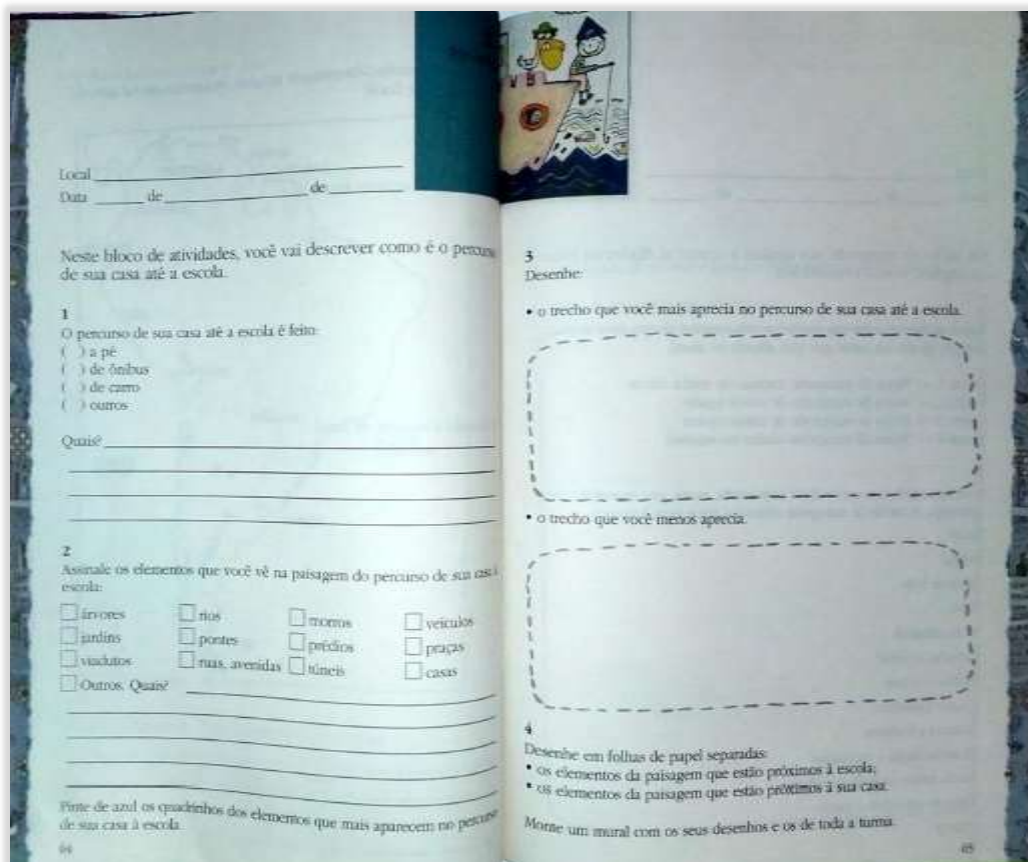 Local
Data ______ de ______ de ______
Neste bloco de atividades, você vai descrever como é o percurso
de sua casa até a escola.
1
O percurso de sua casa até a escola é feito:
( ) a pé
( ) de ônibus
( ) de carro
( ) outros
Quais?
2
Assinale os elementos que você vê na paisagem do percurso de sua casa à
escola:
árvores rios morros veículos
jardins pontes prédios praças
viadutos ruas, avenidas túneis casas
Outros. Quais?
Pinte de azul os quadrinhos dos elementos que mais aparecem no percurso
de sua casa à escola.
64
3
Desenhe:
• o trecho que você mais aprecia no percurso de sua casa até a escola.
• o trecho que você menos aprecia.
4
Desenhe em folhas de papel separadas:
• os elementos da paisagem que estão próximos à escola;
• os elementos da paisagem que estão próximos à sua casa.
Monte um mural com os seus desenhos e os de toda a turma.
65